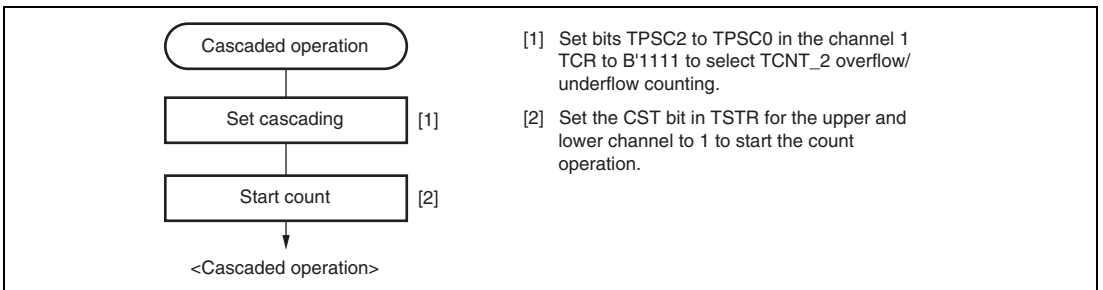 Cascaded operation
Set cascading
[1]
Start count
[2]
<Cascaded operation>
[1] Set bits TPSC2 to TPSC0 in the channel 1
TCR to B'1111 to select TCNT_2 overflow/
underflow counting.
[2] Set the CST bit in TSTR for the upper and
lower channel to 1 to start the count
operation.